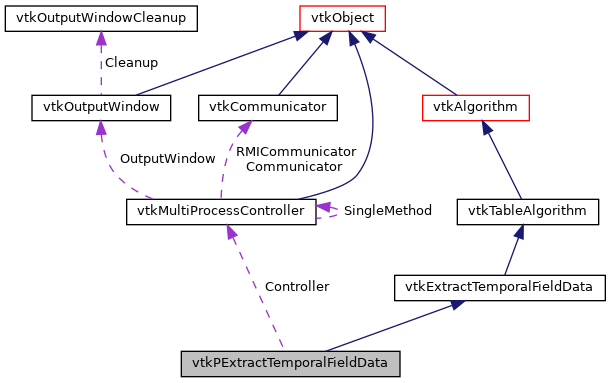 vtkOutputWindowCleanup
vtkObject
Cleanup
vtkOutputWindow
vtkCommunicator
vtkAlgorithm
OutputWindow
RMICommunicator
Communicator
vtkMultiProcessController
SingleMethod
vtkTableAlgorithm
Controller
vtkExtractTemporalFieldData
vtkPExtractTemporalFieldData